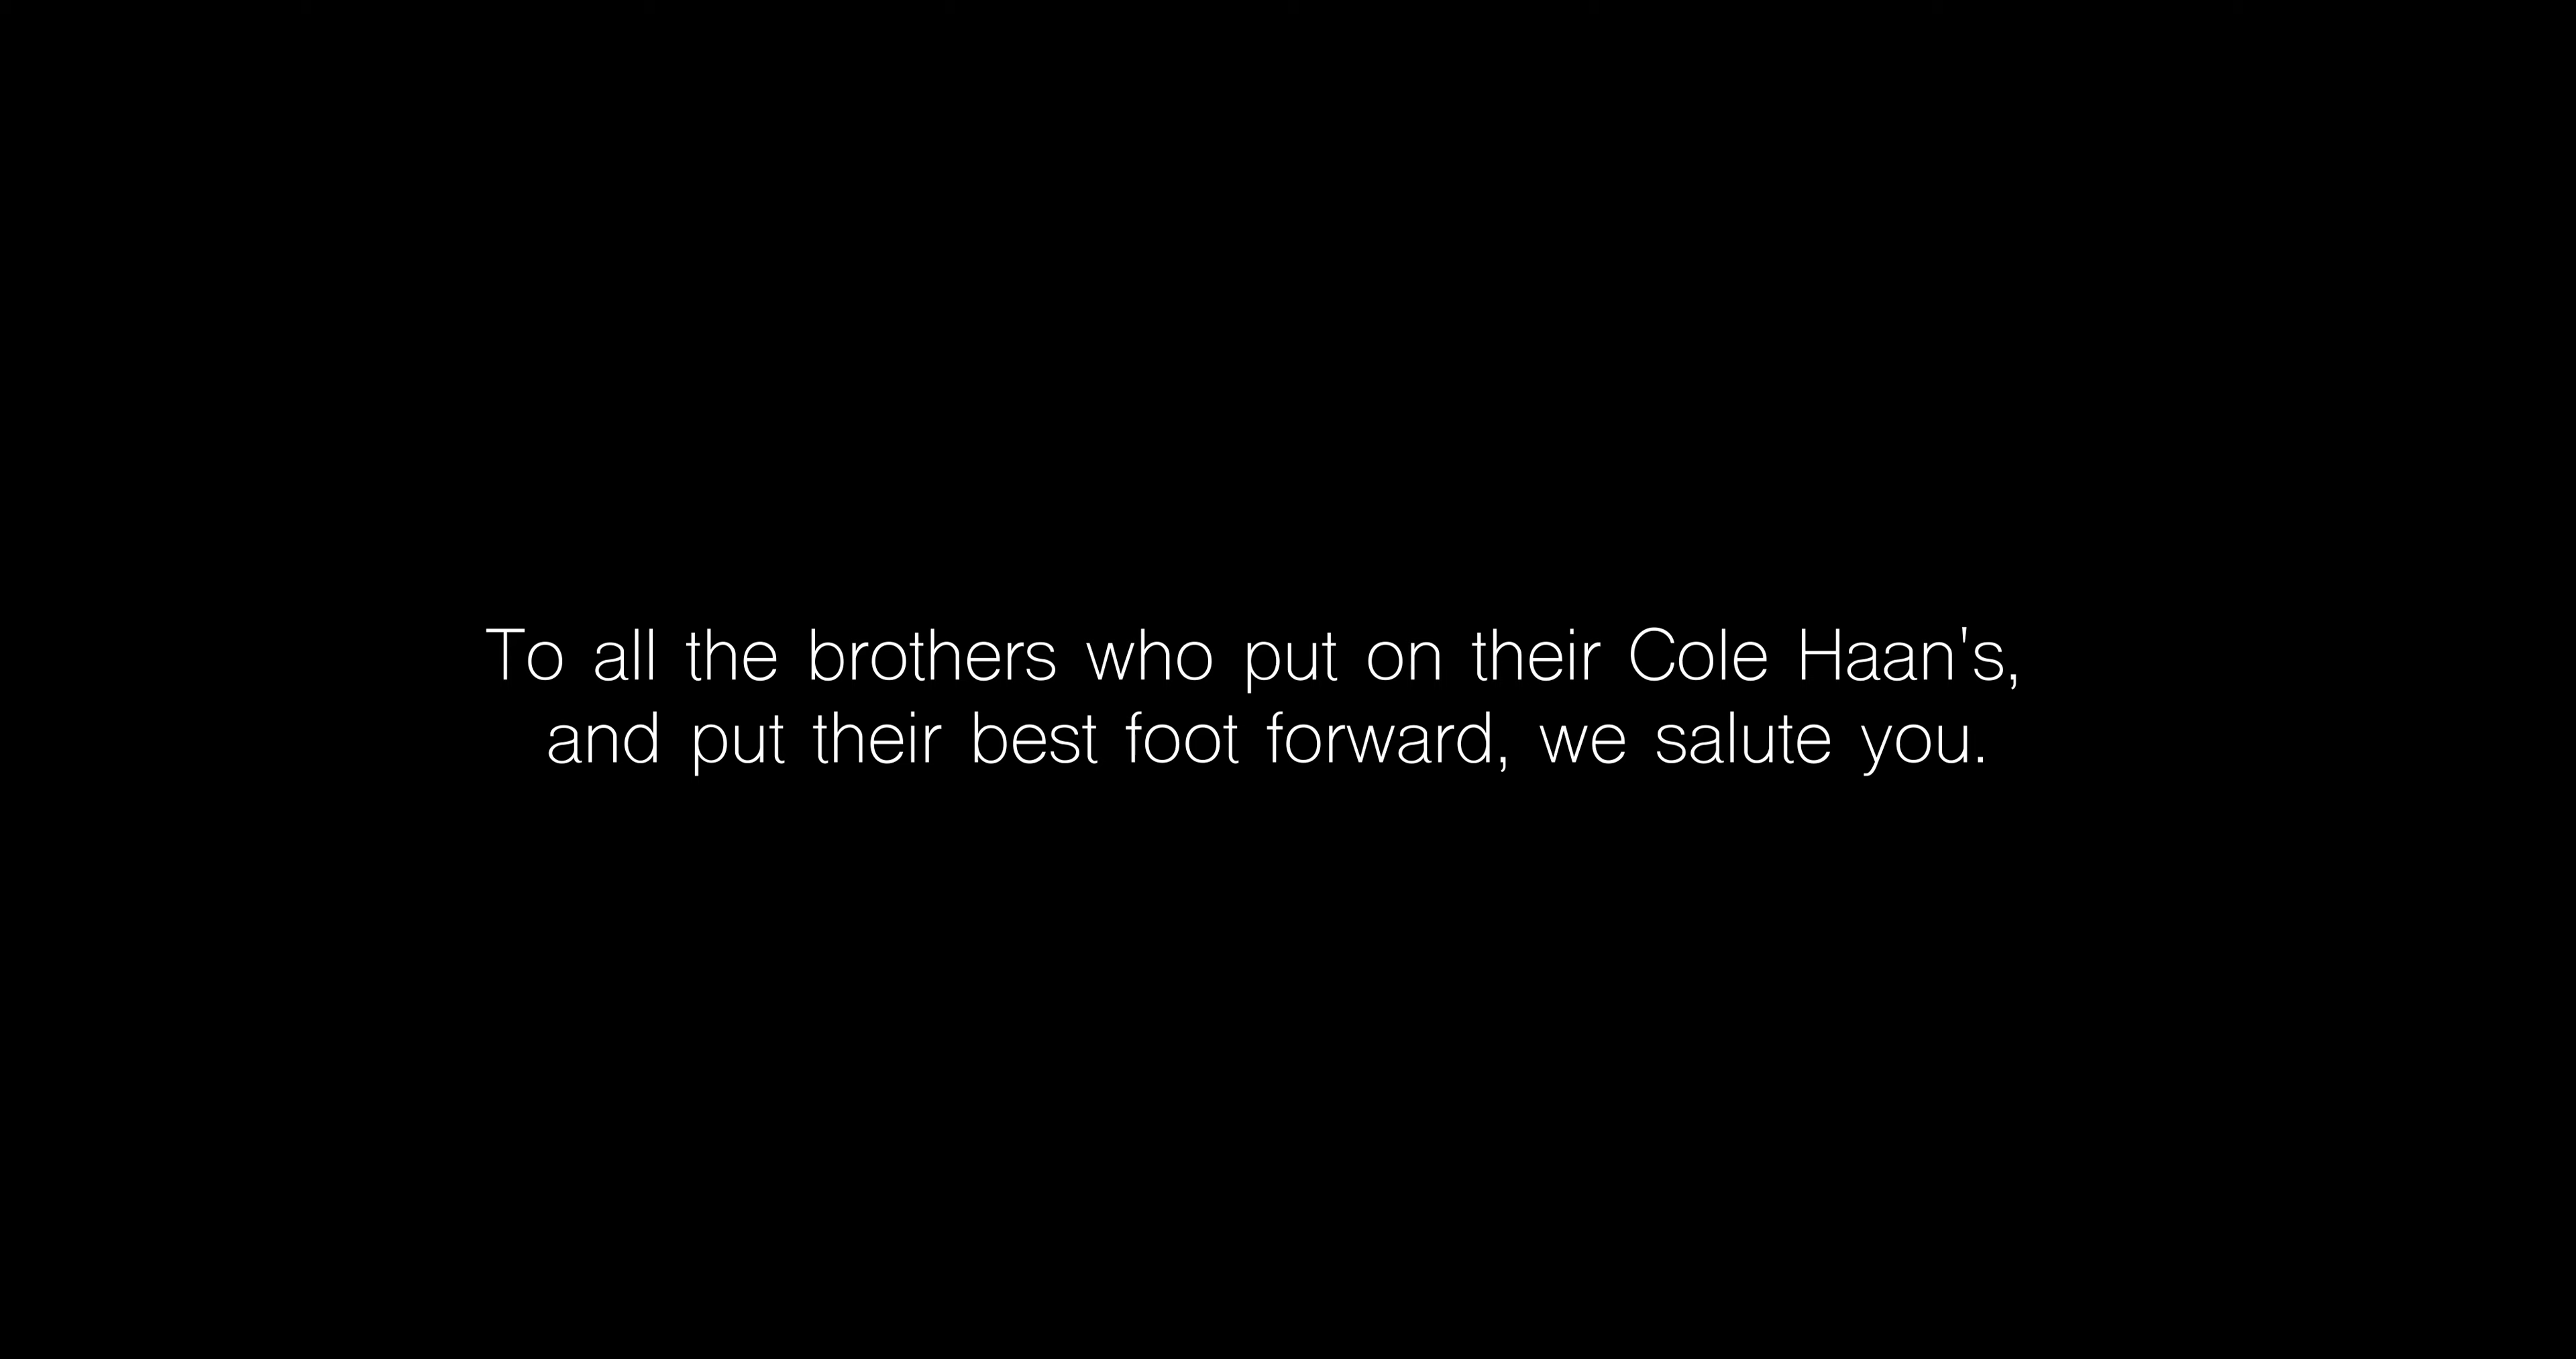 To all the brothers who put on their Cole Haan's,
and put their best foot forward, we salute you.